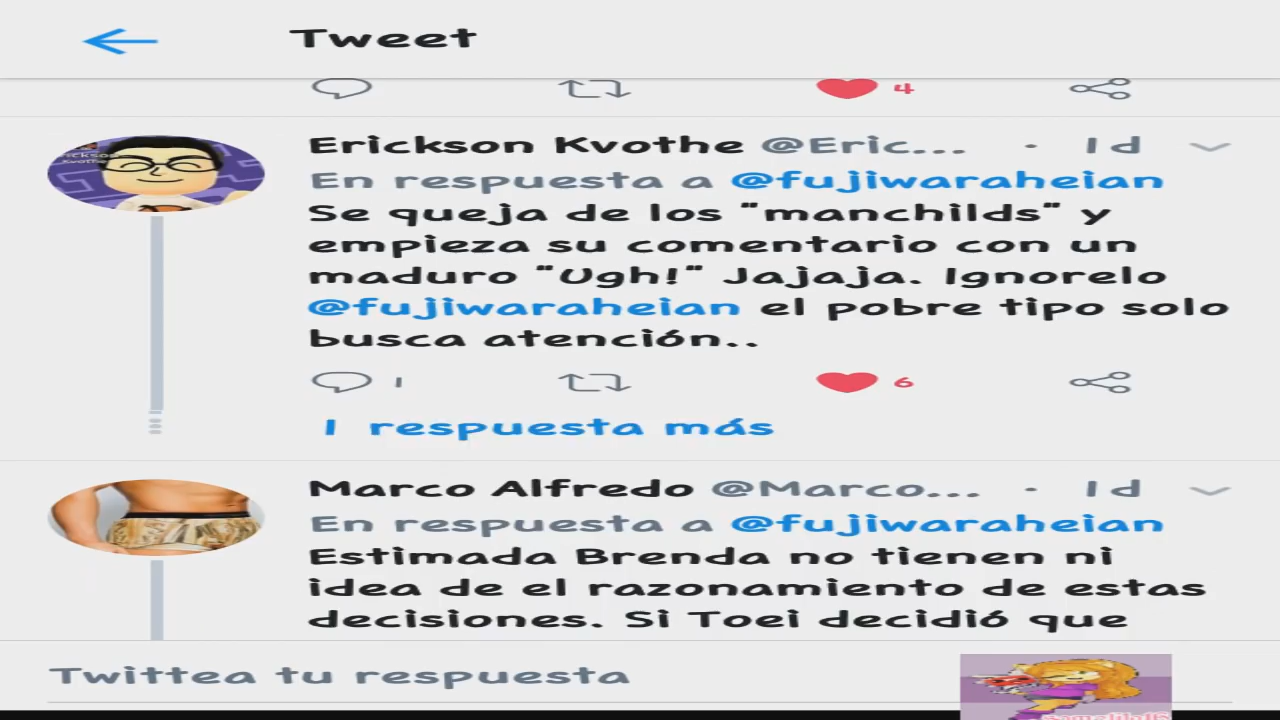 Tweet
4
Erickson Kvothe @Eric... · 1d
En respuesta a @fujiwaraheian
Se queja de los "manchilds" y
empieza su comentario con un
maduro "Ugh!" Jajaja. Ignorelo
@fujiwaraheian el pobre tipo solo
busca atención..
1 6
1 respuesta más
Marco Alfredo @Marco... · 1d
En respuesta a @fujiwaraheian
Estimada Brenda no tienen ni
idea de el razonamiento de estas
decisiones. Si Toei decidió que
Twittea tu respuesta